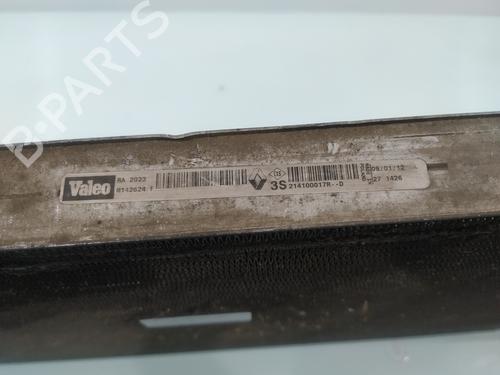 B-PARTS
Valeo
RA 2023
8142624 F
3S 214100017R--D
09/01/12
27 1426